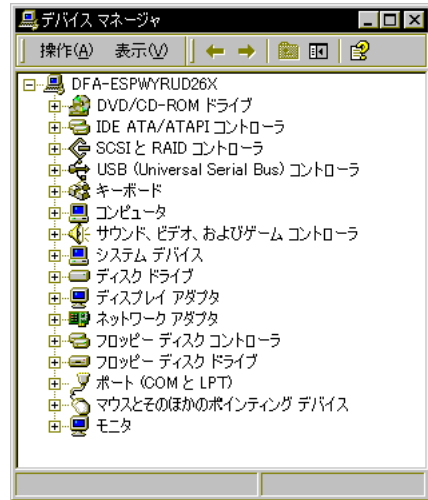 デバイス マネージャ
操作(A) 表示(V)
DFA-ESPWYRUD26X
DVD/CD-ROM ドライブ
IDE ATA/ATAPI コントローラ
SCSI と RAID コントローラ
USB (Universal Serial Bus) コントローラ
キーボード
コンピュータ
サウンド、ビデオ、およびゲーム コントローラ
システム デバイス
ディスク ドライブ
ディスプレイ アダプタ
ネットワーク アダプタ
フロッピー ディスク コントローラ
フロッピー ディスク ドライブ
ポート (COM と LPT)
マウスとそのほかのポインティング デバイス
モニタ